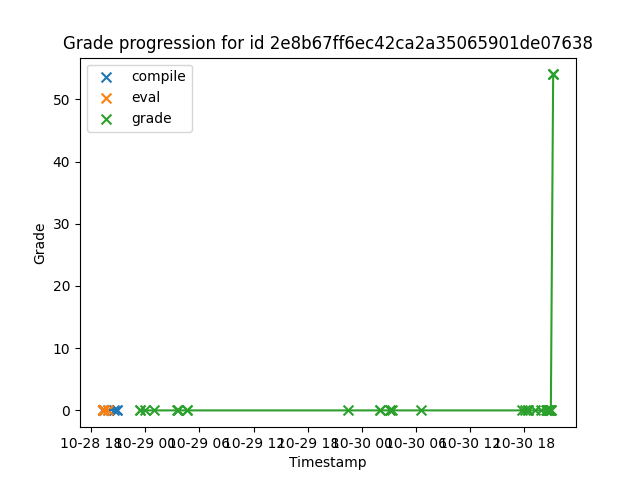 Grade progression for id 2e8b67ff6ec42ca2a35065901de07638
compile
eval
grade
50
40
30
20
10
0
Grade
10-28 18 10-29 00 10-29 06 10-29 12 10-29 18 10-30 00 10-30 06 10-30 12 10-30 18
Timestamp